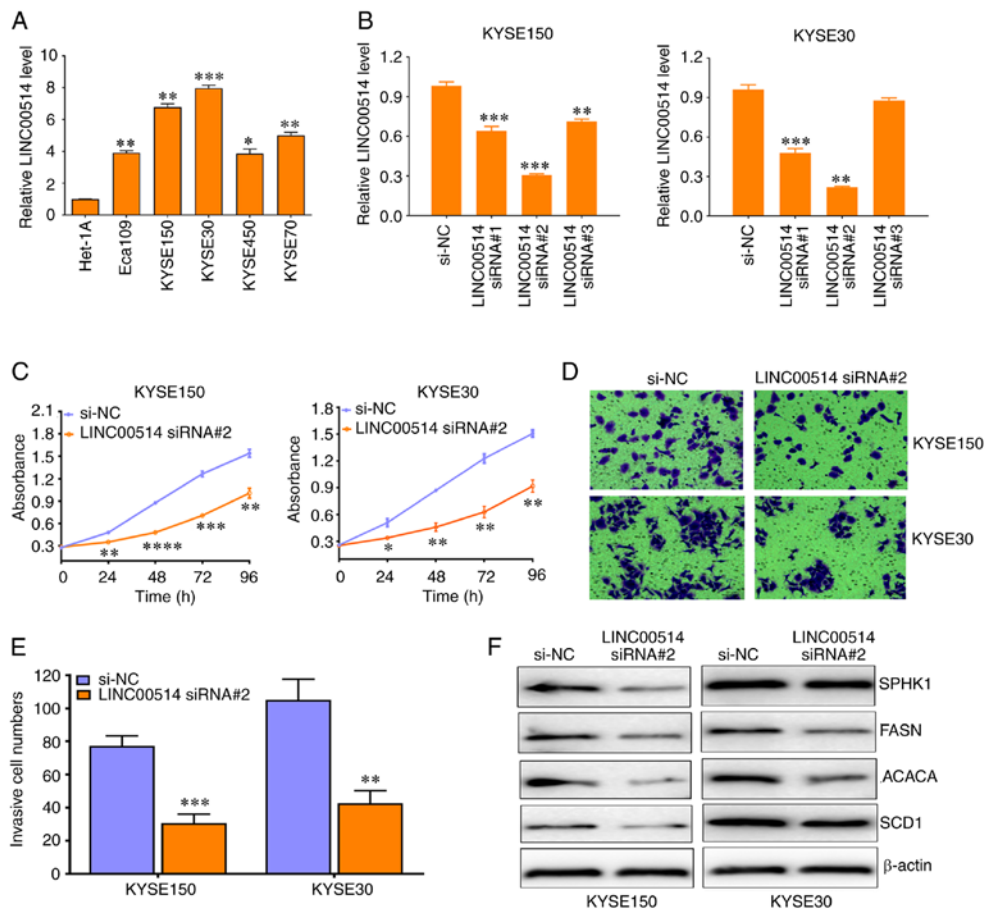 A
Relative LINC00514 level
10
8
6
4
2
0
**
**
***
*
**
Het-1A
Eca109
KYSE150
KYSE30
KYSE450
KYSE70
B
KYSE150
Relative LINC00514 level
1.2
0.9
0.6
0.3
0.0
***
***
**
si-NC
LINC00514
siRNA#1
LINC00514
siRNA#2
LINC00514
siRNA#3
KYSE30
Relative LINC00514 level
1.2
0.9
0.6
0.3
0.0
***
**
si-NC
LINC00514
siRNA#1
LINC00514
siRNA#2
LINC00514
siRNA#3
C
KYSE150
si-NC
LINC00514 siRNA#2
Absorbance
2.1
1.8
1.5
1.2
0.9
0.6
0.3
**
****
***
**
0 24 48 72 96
Time (h)
KYSE30
si-NC
LINC00514 siRNA#2
Absorbance
1.8
1.5
1.2
0.9
0.6
0.3
*
**
**
**
0 24 48 72 96
Time (h)
D
si-NC LINC00514 siRNA#2
KYSE150
KYSE30
E
si-NC
LINC00514 siRNA#2
Invasive cell numbers
120
100
80
60
40
20
0
***
**
KYSE150 KYSE30
F
si-NC
LINC00514
siRNA#2
si-NC
LINC00514
siRNA#2
SPHK1
FASN
ACACA
SCD1
β-actin
KYSE150 KYSE30